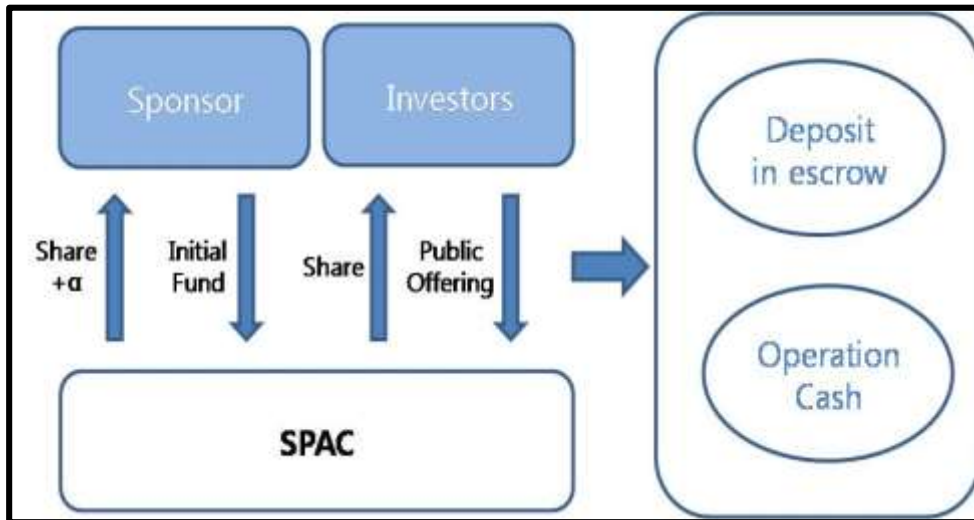 Sponsor
Investors
Deposit
in escrow
Share
+α
Initial
Fund
Share
Public
Offering
Operation
Cash
SPAC